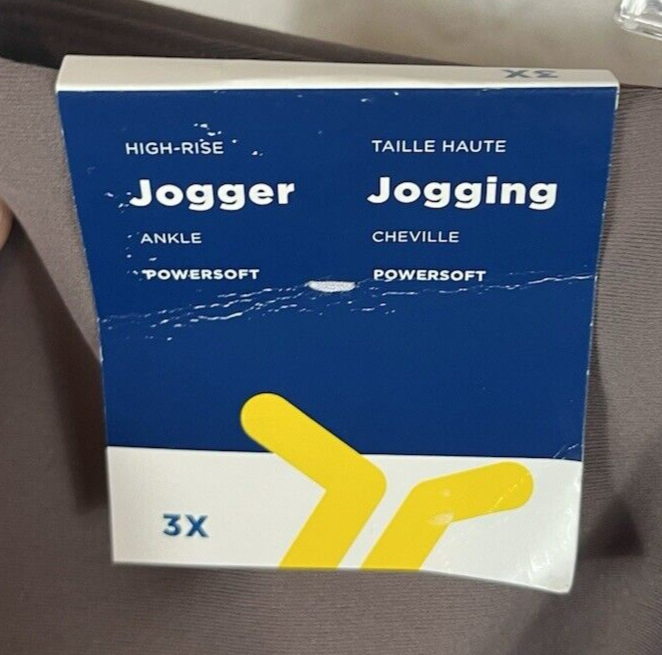 3X
HIGH-RISE
Jogger
ANKLE
POWERSOFT
TAILLE HAUTE
Jogging
CHEVILLE
POWERSOFT
3X